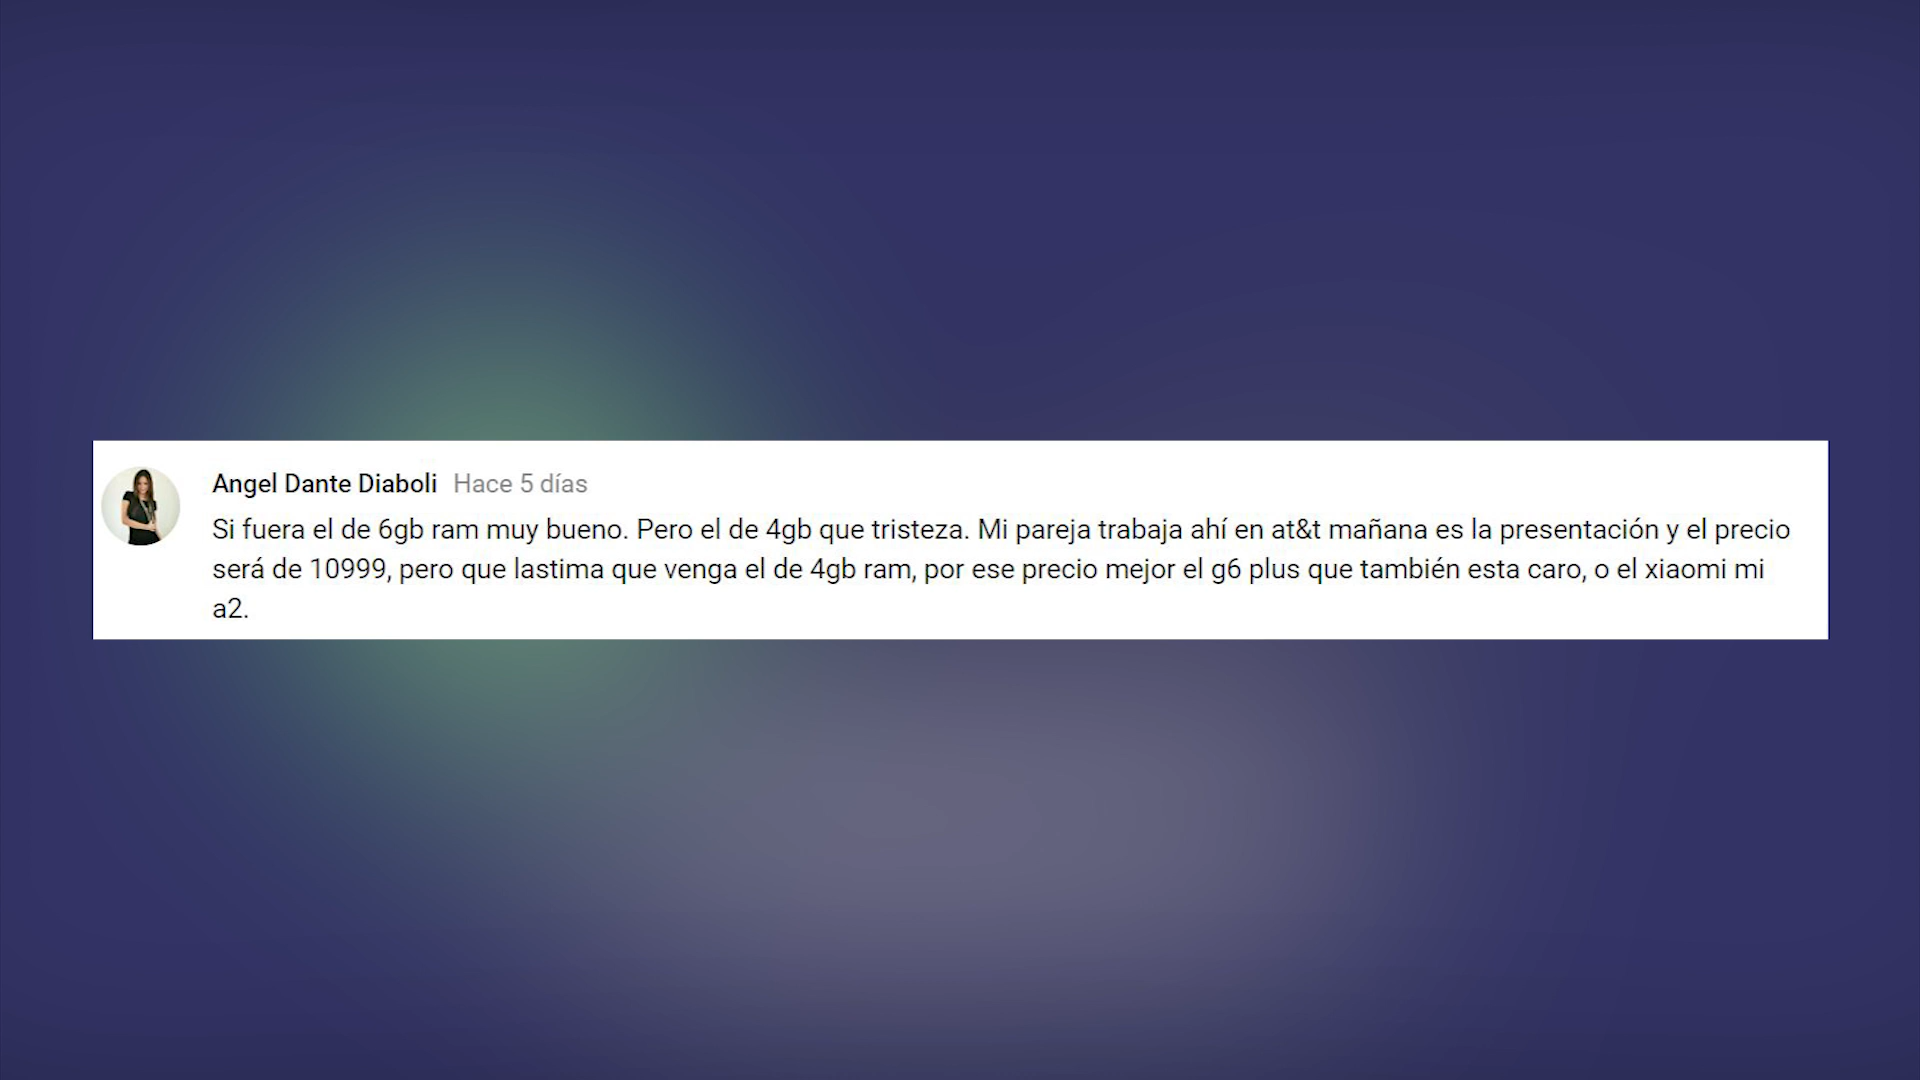 Angel Dante Diaboli Hace 5 días
Si fuera el de 6gb ram muy bueno. Pero el de 4gb que tristeza. Mi pareja trabaja ahí en at&t mañana es la presentación y el precio
será de 10999, pero que lastima que venga el de 4gb ram, por ese precio mejor el g6 plus que también esta caro, o el xiaomi mi
a2.